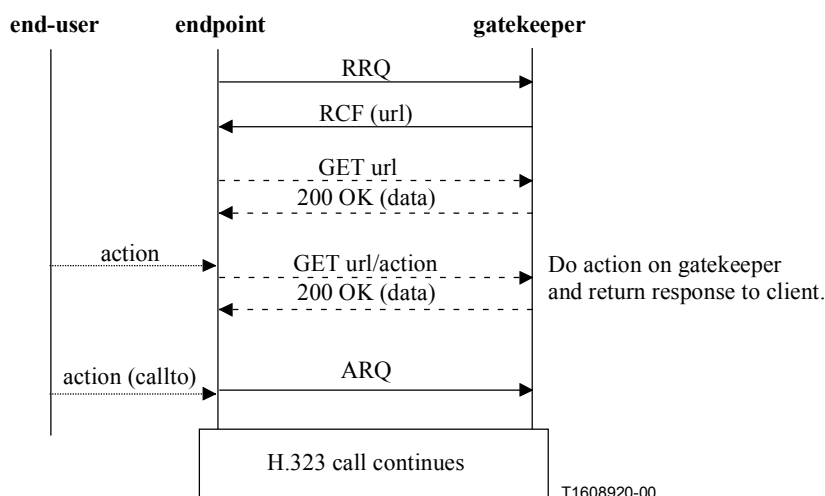 end-user endpoint gatekeeper
RRQ
RCF (url)
GET url
200 OK (data)
action
GET url/action
200 OK (data)
Do action on gatekeeper
and return response to client.
action (callto)
ARQ
H.323 call continues
T1608920-00